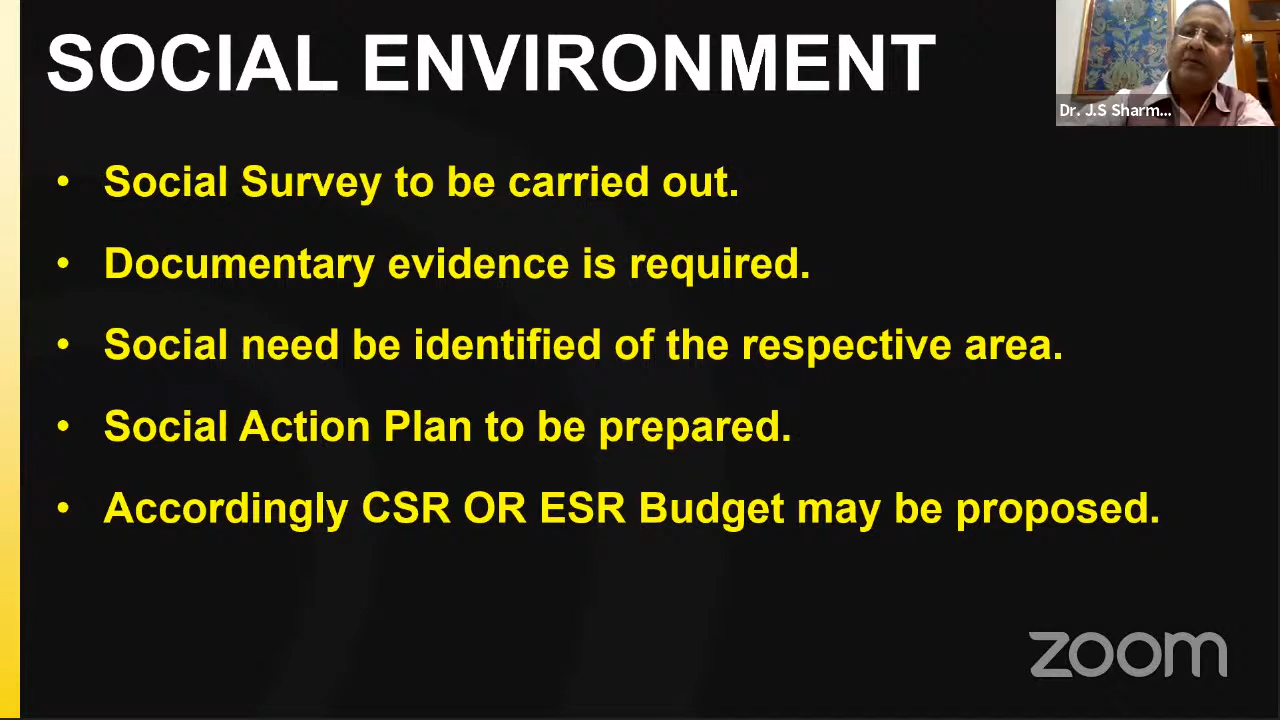 SOCIAL ENVIRONMENT
Dr. J.S Sharm...
• Social Survey to be carried out.
• Documentary evidence is required.
• Social need be identified of the respective area.
• Social Action Plan to be prepared.
• Accordingly CSR OR ESR Budget may be proposed.
zoom